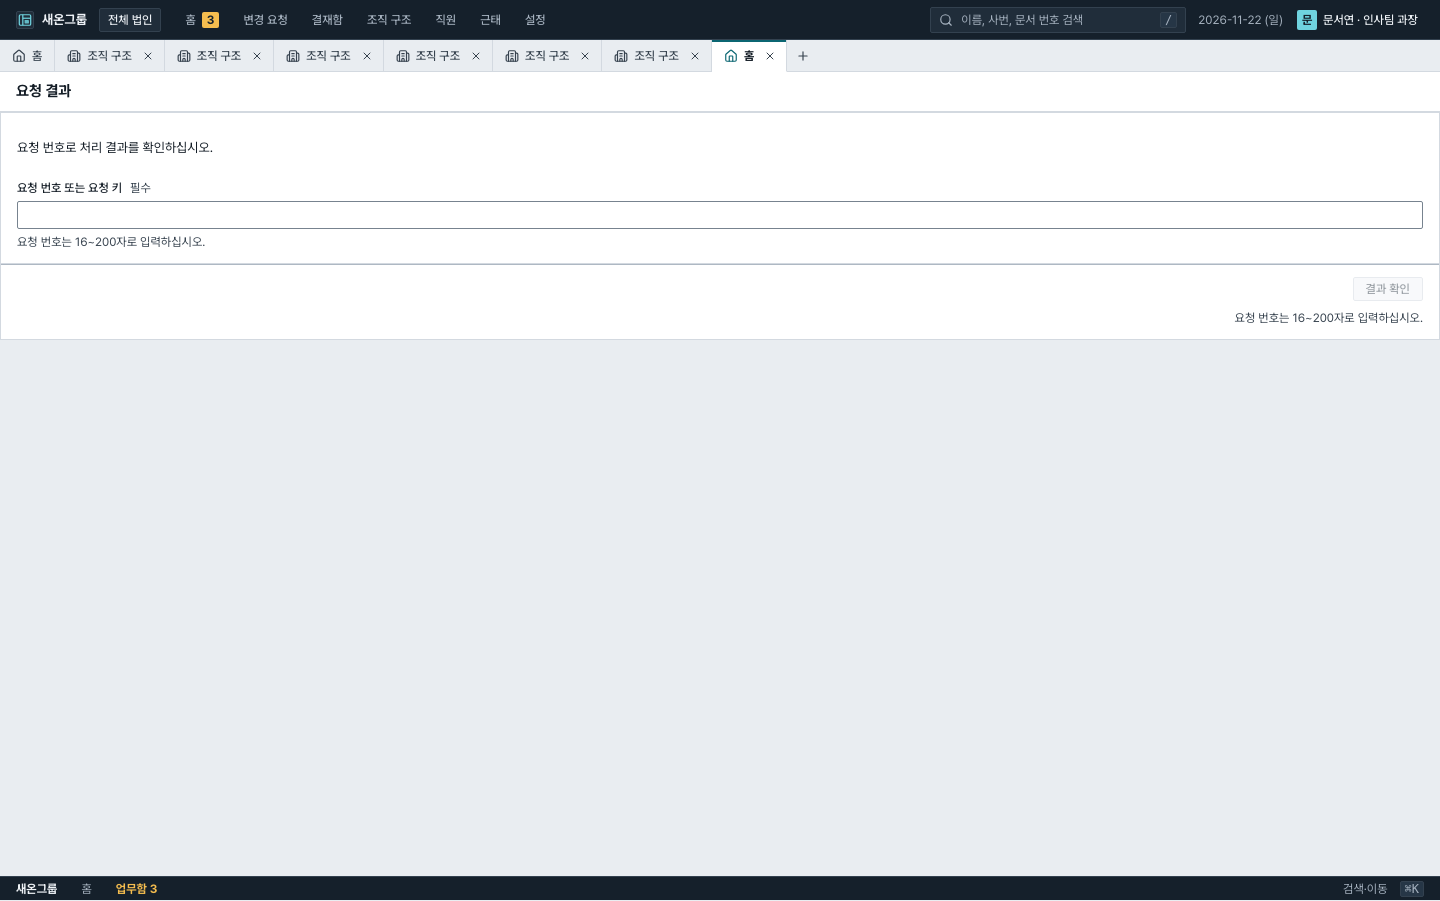 새온그룹 전체 법인 홈 3 변경 요청 결재함 조직 구조 직원 근태 설정 이름, 사번, 문서 번호 검색 / 2026-11-22 (일) 문 문서연 · 인사팀 과장
홈 조직 구조 조직 구조 조직 구조 조직 구조 조직 구조 조직 구조 홈
요청 결과
요청 번호로 처리 결과를 확인하십시오.
요청 번호 또는 요청 키 필수
요청 번호는 16~200자로 입력하십시오.
결과 확인
요청 번호는 16~200자로 입력하십시오.
새온그룹 홈 업무함 3 검색·이동 ⌘K